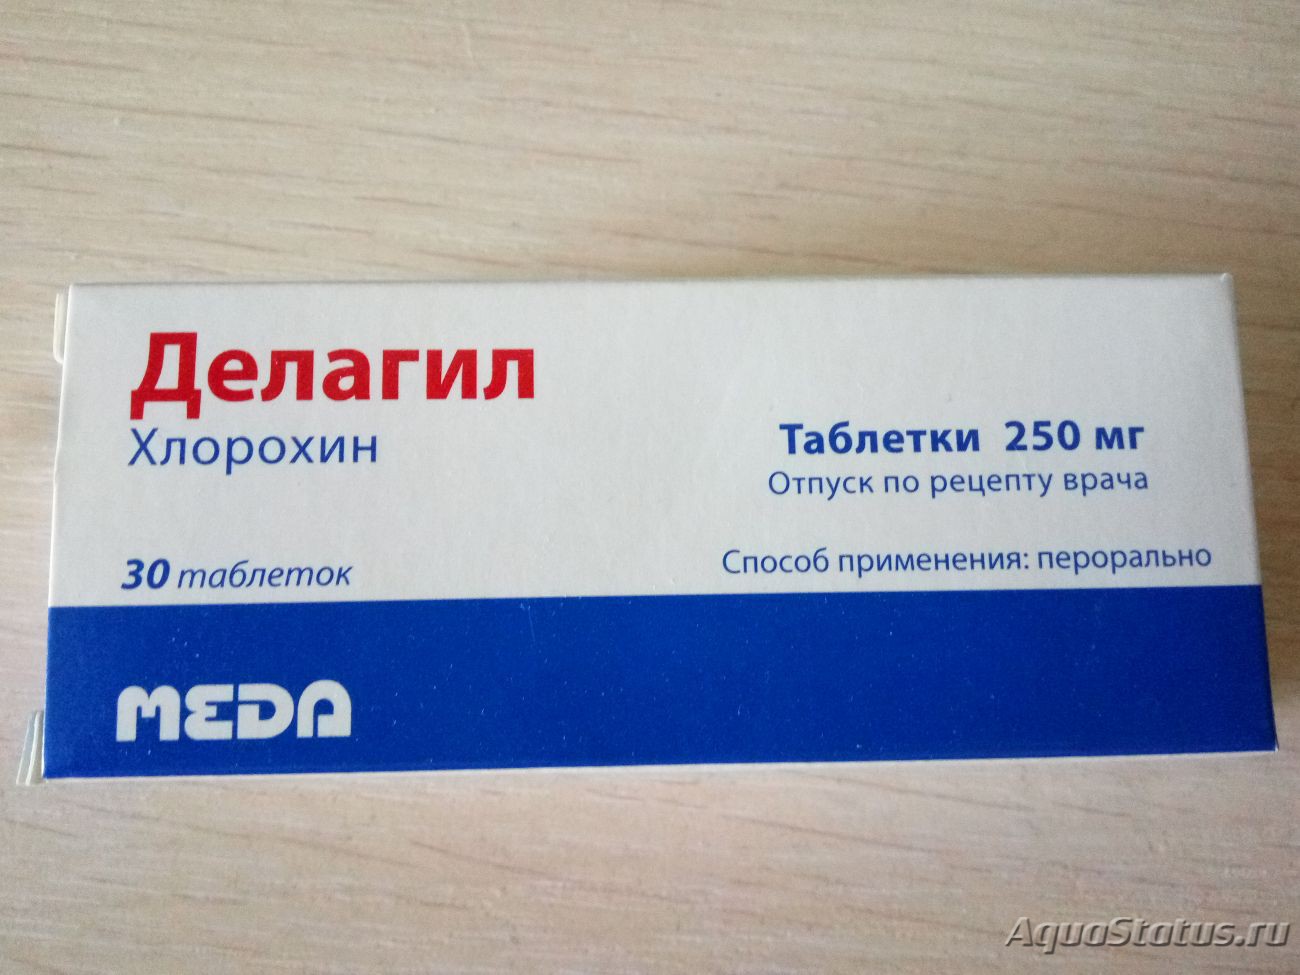 Делагил
Хлорохин
Таблетки 250 мг
Отпуск по рецепту врача
30 таблеток
Способ применения: перорально
MEDA
AquaStatus.ru